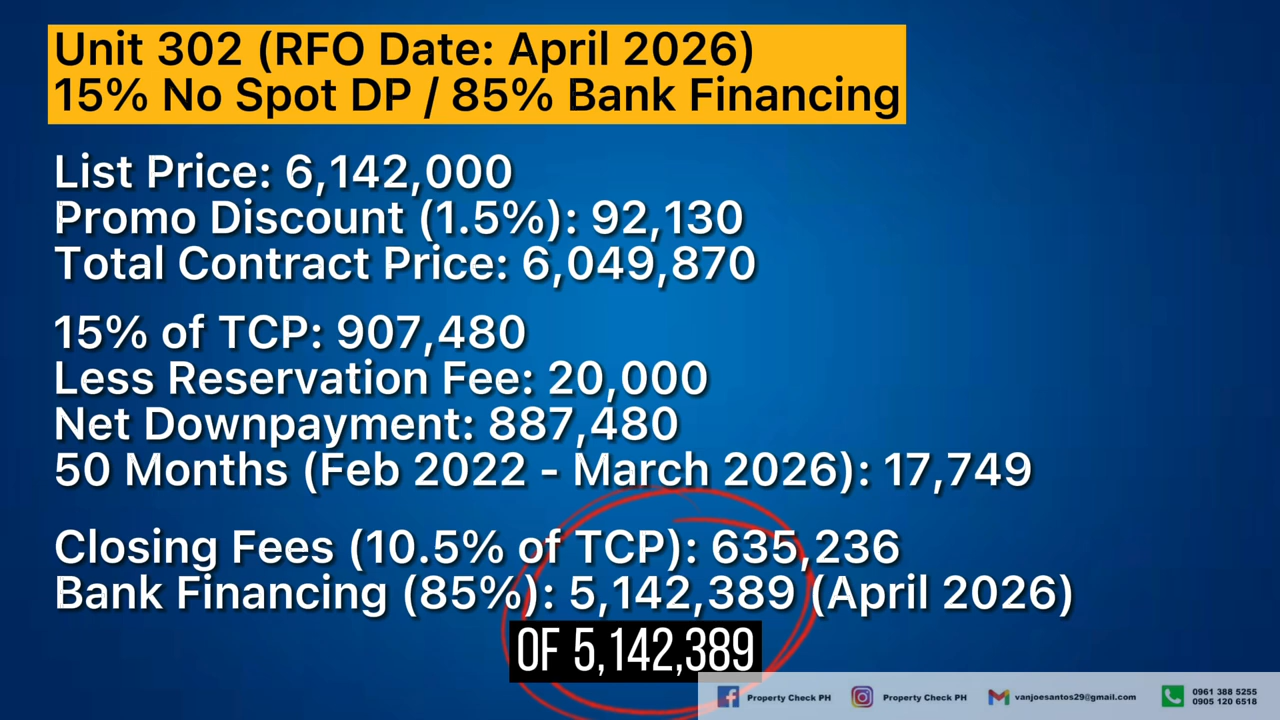 Unit 302 (RFO Date: April 2026)
15% No Spot DP / 85% Bank Financing
List Price: 6,142,000
Promo Discount (1.5%): 92,130
Total Contract Price: 6,049,870
15% of TCP: 907,480
Less Reservation Fee: 20,000
Net Downpayment: 887,480
50 Months (Feb 2022 - March 2026): 17,749
Closing Fees (10.5% of TCP): 635,236
Bank Financing (85%): 5,142,389 (April 2026)
OF 5,142,389
Property Check PH
Property Check PH
vanjoesantos29@gmail.com
0961 388 5255
0905 120 6518